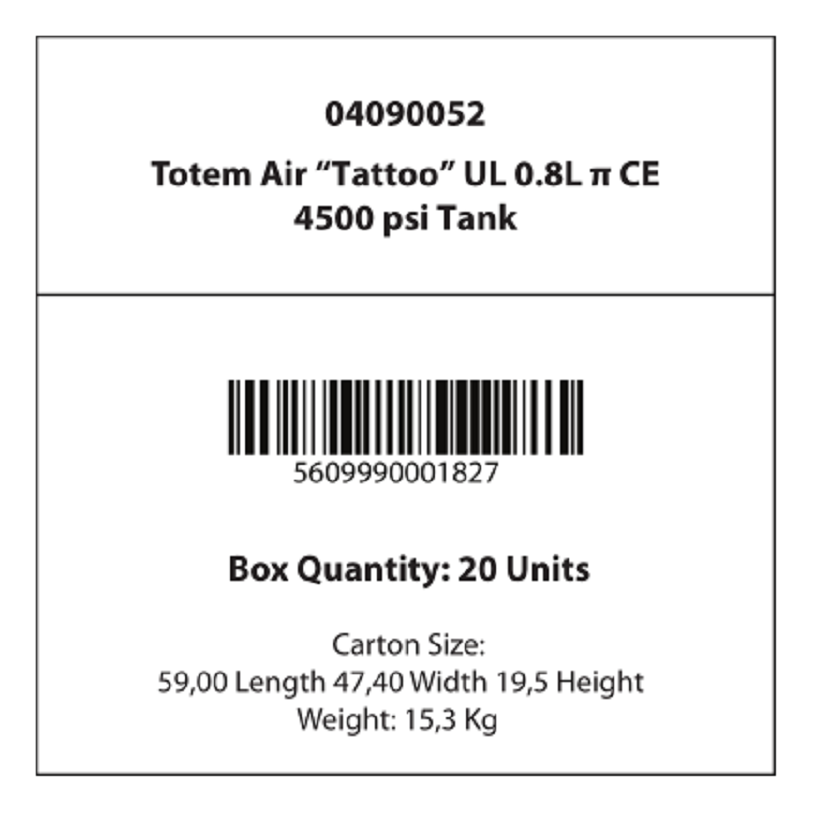 04090052
Totem Air “Tattoo” UL 0.8L π CE
4500 psi Tank
5609990001827
Box Quantity: 20 Units
Carton Size:
59,00 Length 47,40 Width 19,5 Height
Weight: 15,3 Kg